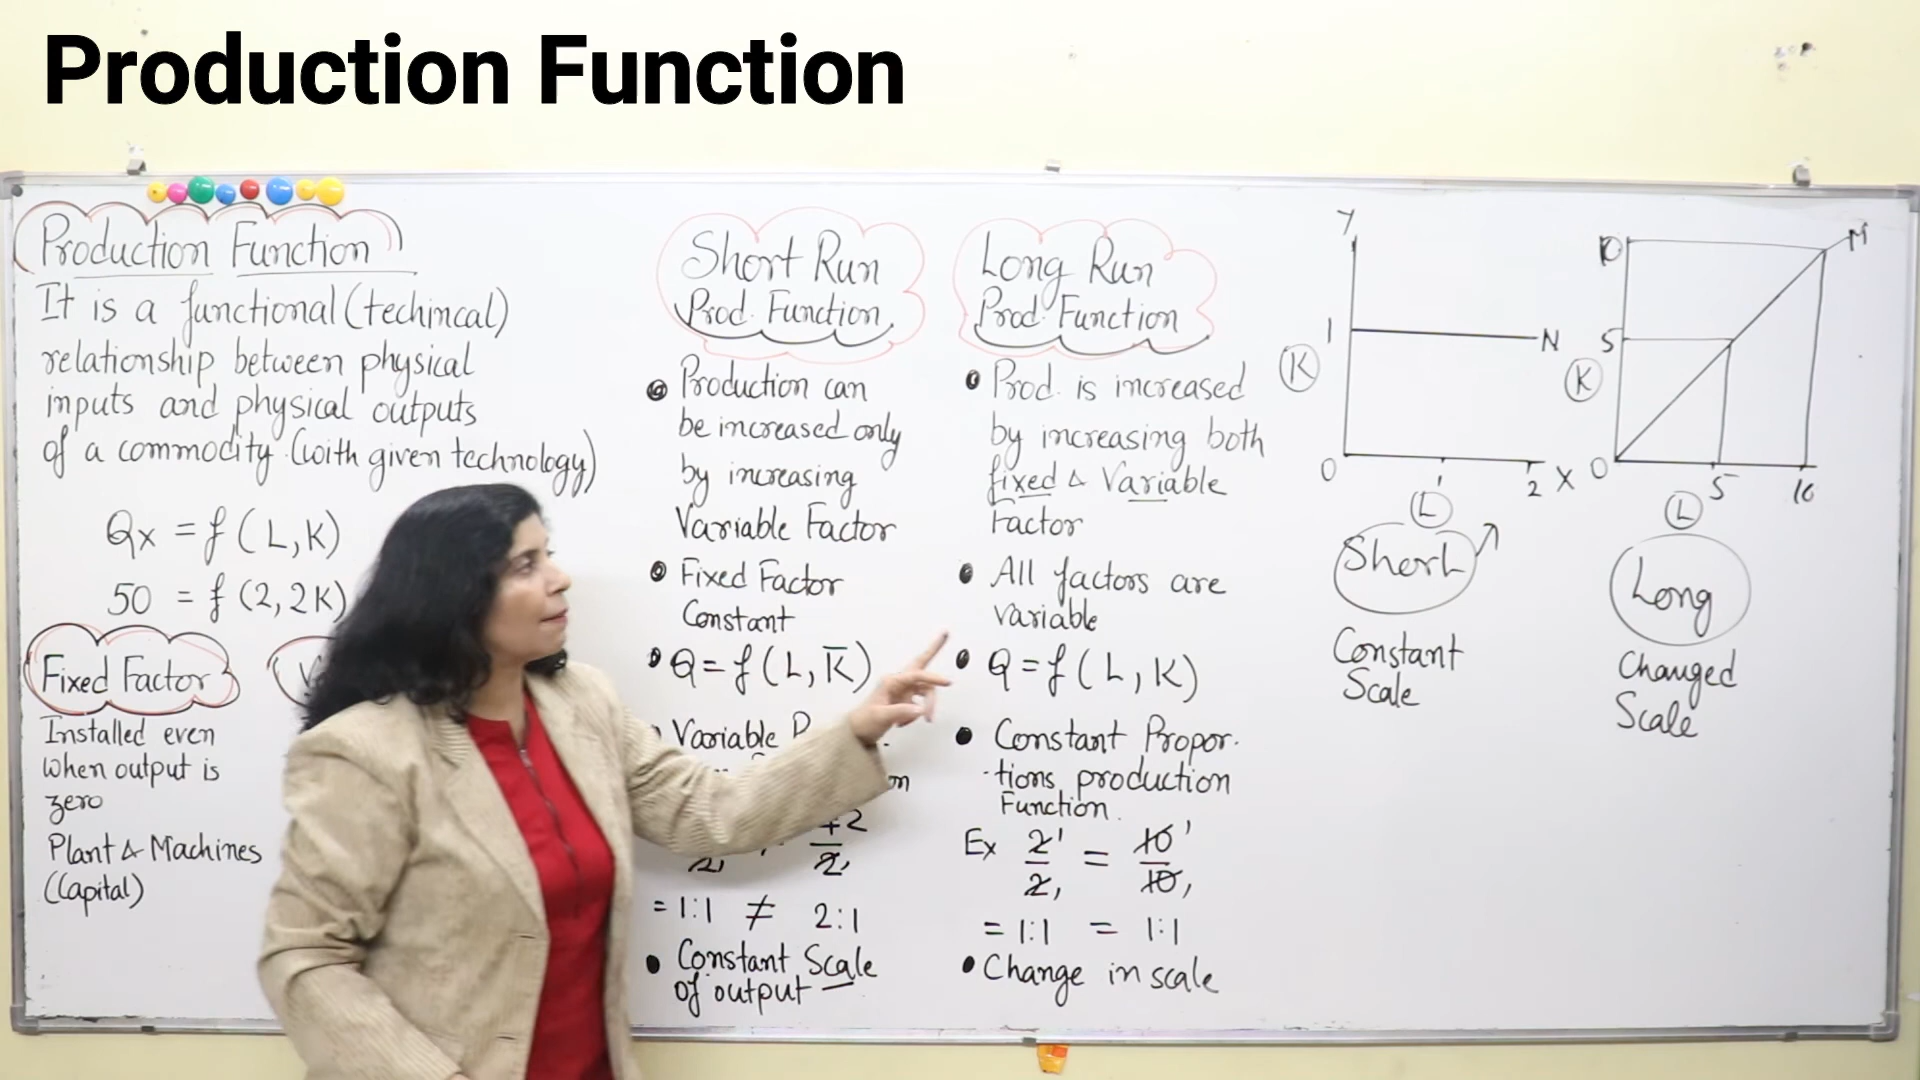 Production Function
Production Function
It is a functional (techincal)
relationship between physical
inputs and physical outputs
of a commodity. (with given technology)
Qx = f (L, K)
50 = f (2, 2K)
Fixed Factor
Installed even
when output is
zero
Plant & Machines
(Capital)
Short Run
Prod. Function
Production can
be increased only
by increasing
Variable Factor
Fixed Factor
Constant
Q = f (L, K̅)
Variable
= 1:1 ≠ 2:1
Constant Scale
of output
Long Run
Prod. Function
Prod. is increased
by increasing both
fixed & Variable
Factor
All factors are
variable
Q = f (L, K)
Constant Propor.
-tions production
Function.
Ex 2/2 = 10/10
= 1:1 = 1:1
Change in scale
Y
1
N
K
0
1
2
X
L
Short
Constant
Scale
10
M
5
K
0
5
10
L
Long
Changed
Scale